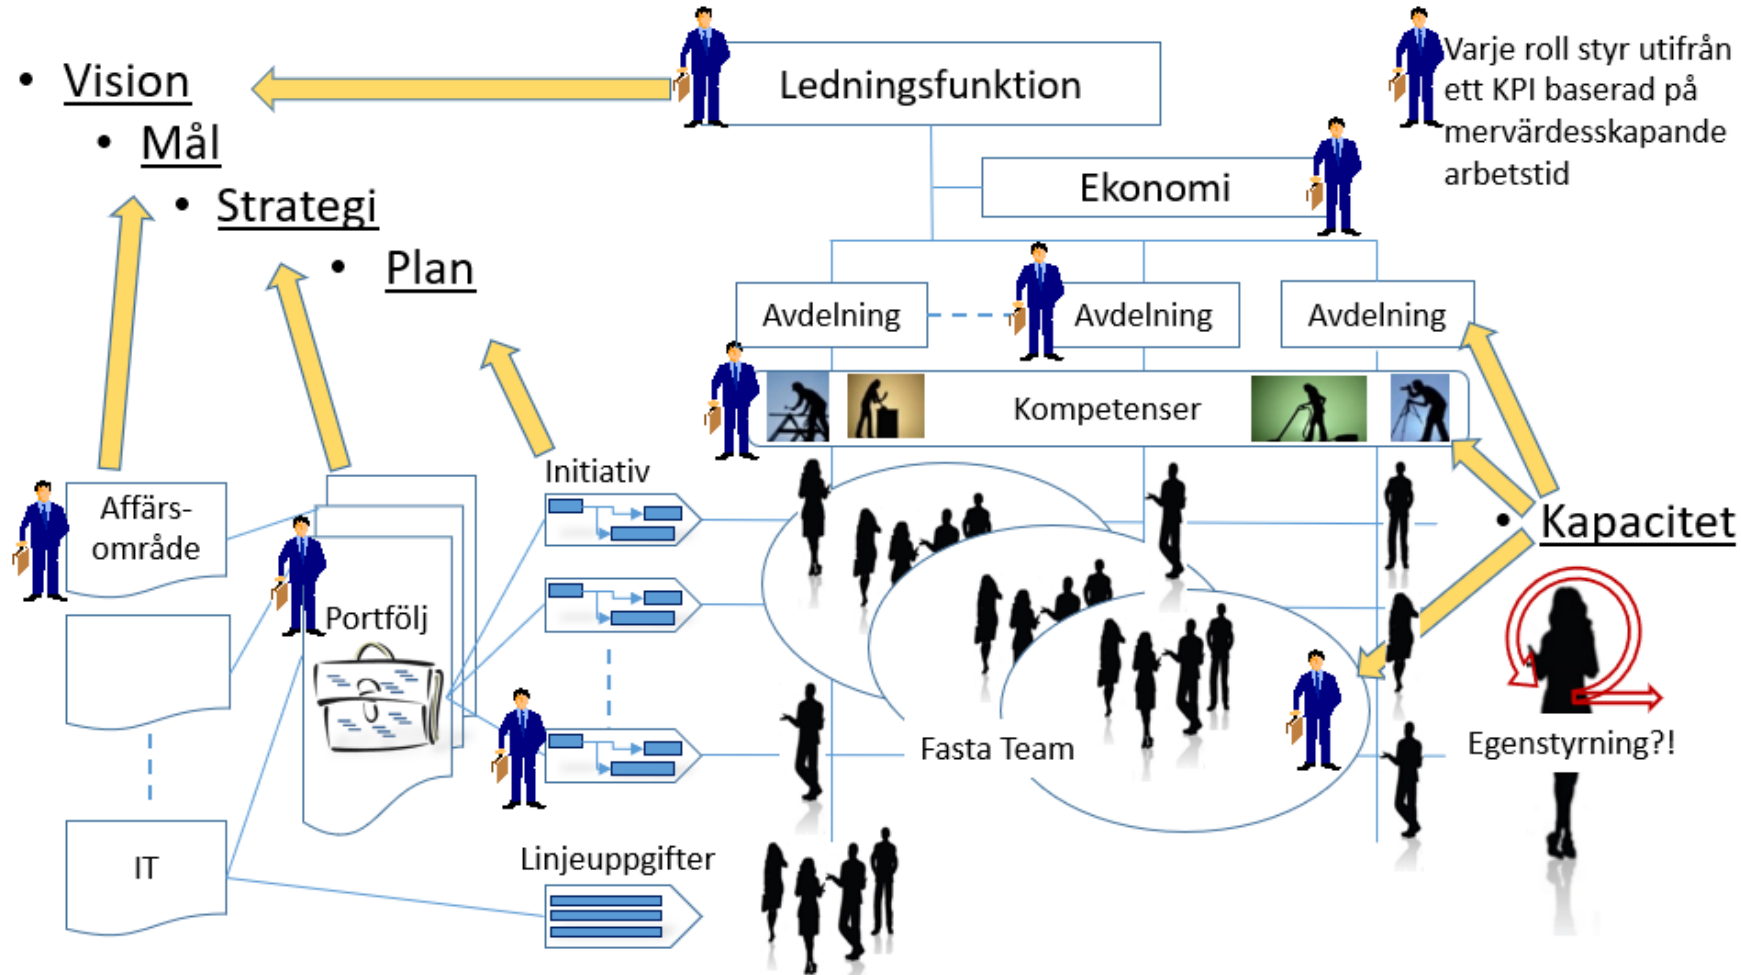 Ledningsfunktion
Varje roll styr utifrån
ett KPI baserad på
mervärdesskapande
arbetstid
• Vision
• Mål
• Strategi
• Plan
Ekonomi
Avdelning
Avdelning
Avdelning
Kompetenser
Initiativ
Affärs-
område
• Kapacitet
Portfölj
Fasta Team
Egenstyrning?!
IT
Linjeuppgifter